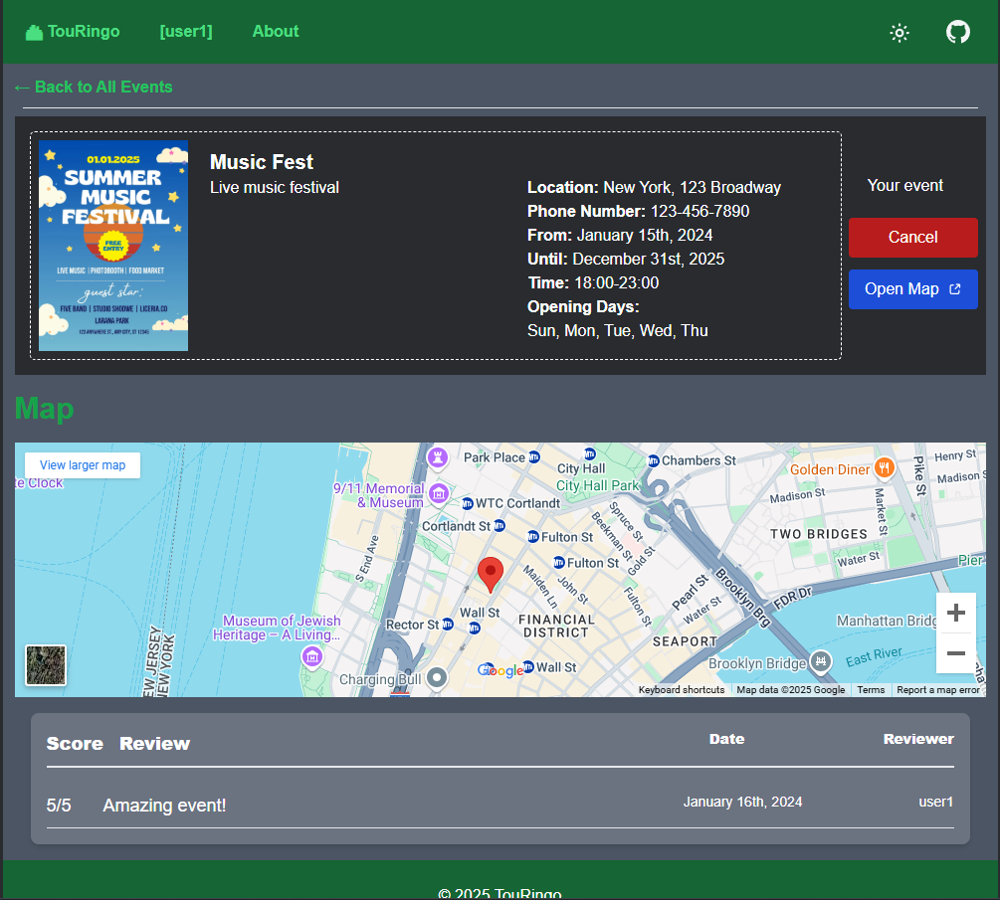 TouRingo [user1] About
← Back to All Events
01.01.2025
SUMMER
MUSIC
FESTIVAL
FREE
ENTRY
LIVE MUSIC | PHOTOBOOTH | FOOD MARKET
guest star:
FIVE BAND | STUDIO SHODWE | LICERIA.CO
LARANA PARK
123 ANYWHERE ST., ANY CITY, ST 12345
Music Fest
Live music festival
Location: New York, 123 Broadway
Phone Number: 123-456-7890
From: January 15th, 2024
Until: December 31st, 2025
Time: 18:00-23:00
Opening Days:
Sun, Mon, Tue, Wed, Thu
Your event
Cancel
Open Map
Map
View larger map
te Clock
Park Place
City Hall
Chambers St
Golden Diner
Pike St
Henry St
Madison S
9/11 Memorial
& Museum
City Hall Park
Madison St
Market St
WTC Cortlandt
Cortlandt St
Spruce St
Beekman St
Fulton St
Gold St
TWO BRIDGES
S End Ave
Fulton St
Water St
Pier
Maiden Ln
John St
Fulton St
Pearl St
Brooklyn Brg
FDR Dr
Wall St
Water St
Museum of Jewish
Heritage – A Living...
Rector St
FINANCIAL
DISTRICT
SEAPORT
Manhattan Bridg
EW JERSEY
NEW YORK
Charging Bull
Google
Wall St
Brooklyn Bridge
East River
Keyboard shortcuts Map data ©2025 Google Terms Report a map error
Score Review Date Reviewer
5/5 Amazing event! January 16th, 2024 user1
© 2025 TouRingo